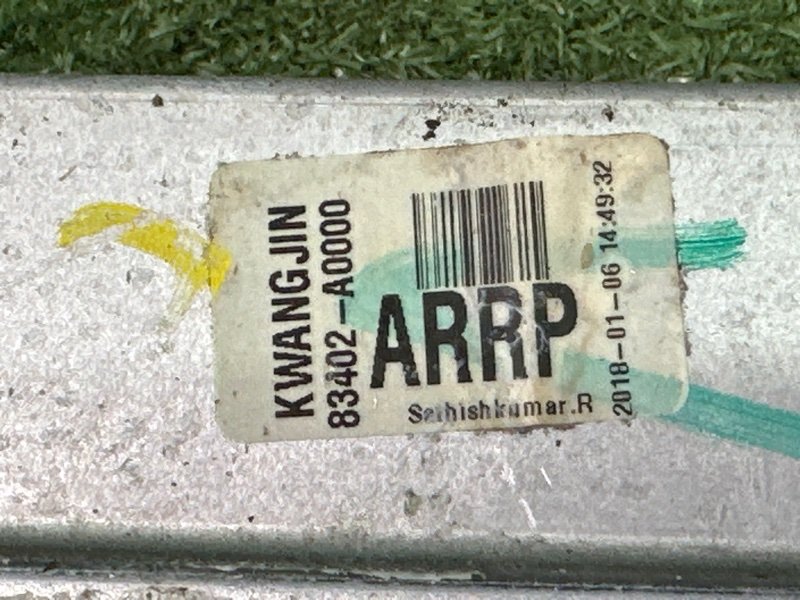 KWANGJIN
83402-A0000
ARRP
Sathishkumar.R
2018-01-06 14:49:32